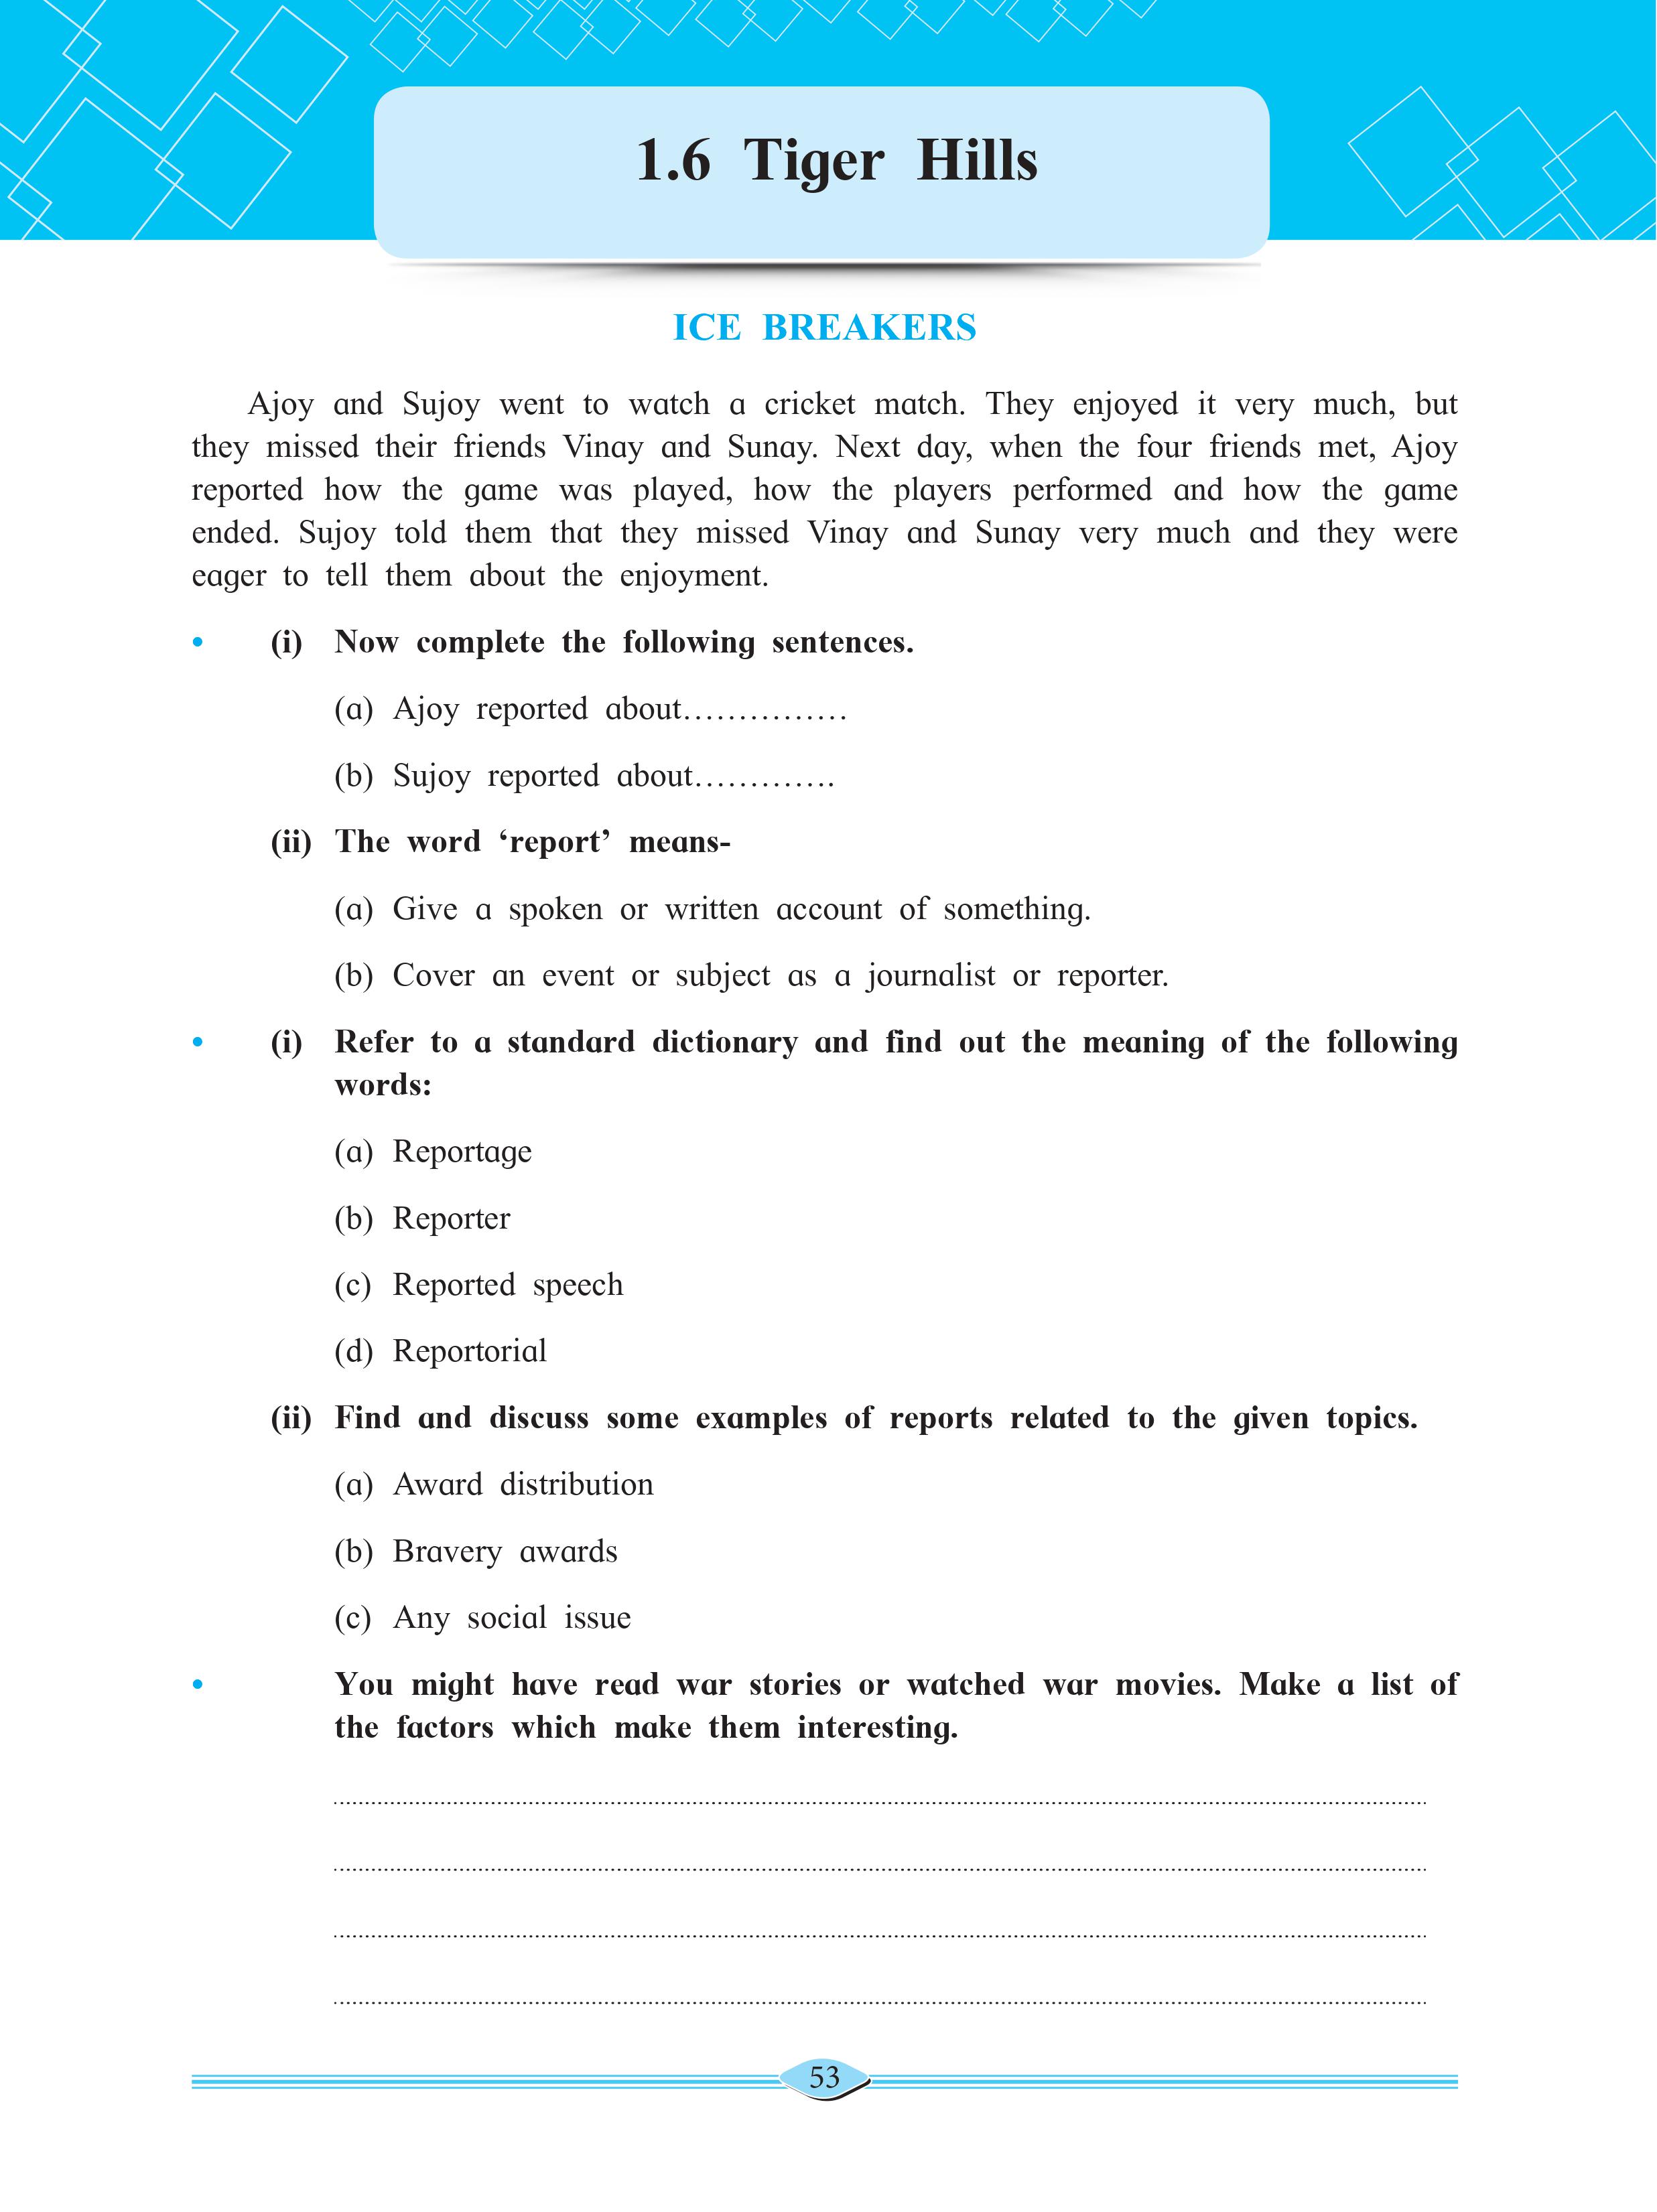 1.6 Tiger Hills
ICE BREAKERS
Ajoy and Sujoy went to watch a cricket match. They enjoyed it very much, but
they missed their friends Vinay and Sunay. Next day, when the four friends met, Ajoy
reported how the game was played, how the players performed and how the game
ended. Sujoy told them that they missed Vinay and Sunay very much and they were
eager to tell them about the enjoyment.
• (i) Now complete the following sentences.
(a) Ajoy reported about...............
(b) Sujoy reported about.............
(ii) The word ‘report’ means-
(a) Give a spoken or written account of something.
(b) Cover an event or subject as a journalist or reporter.
• (i) Refer to a standard dictionary and find out the meaning of the following
words:
(a) Reportage
(b) Reporter
(c) Reported speech
(d) Reportorial
(ii) Find and discuss some examples of reports related to the given topics.
(a) Award distribution
(b) Bravery awards
(c) Any social issue
• You might have read war stories or watched war movies. Make a list of
the factors which make them interesting.
53